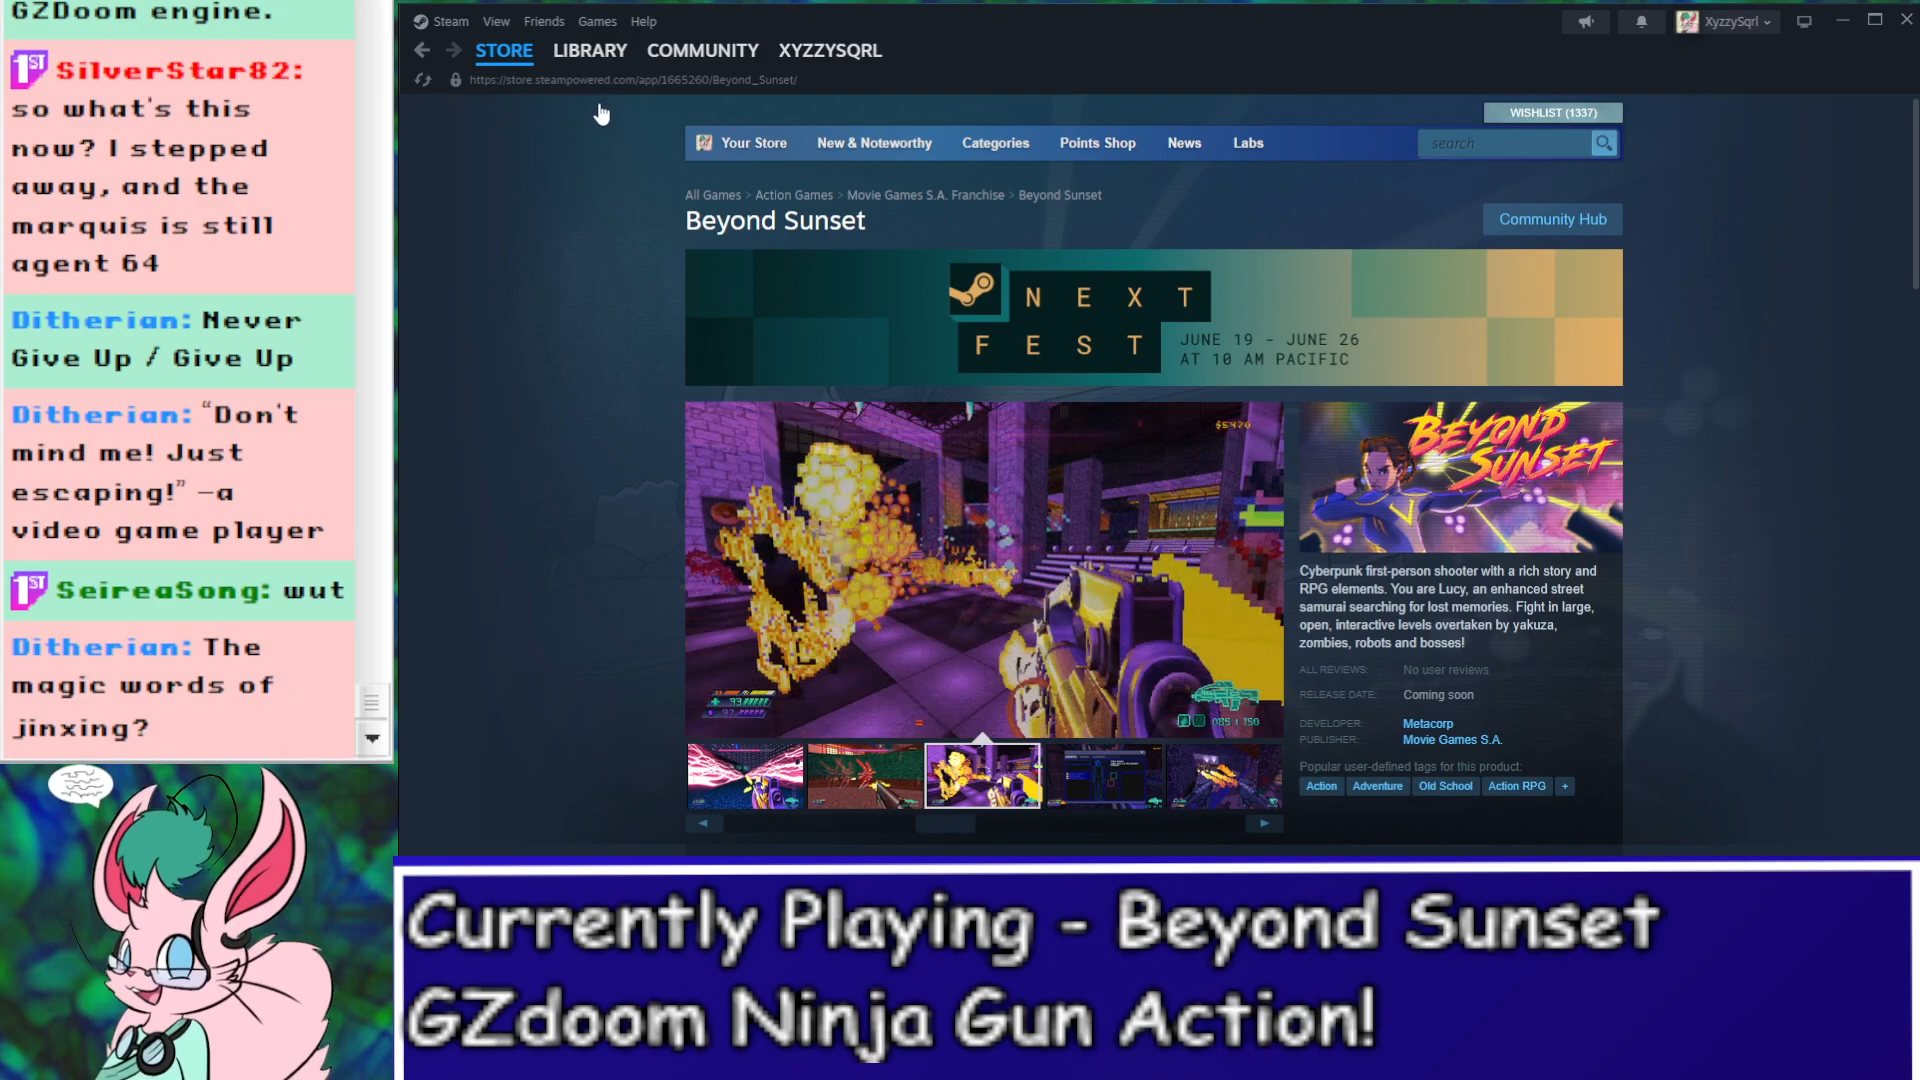 GZDoom engine.
1ST SilverStar82:
so what's this
now? I stepped
away, and the
marquis is still
agent 64
Ditherian: Never
Give Up / Give Up
Ditherian: "Don't
mind me! Just
escaping!" —a
video game player
1ST SeireaSong: wut
Ditherian: The
magic words of
jinxing?
Steam View Friends Games Help
XyzzySqrl
STORE LIBRARY COMMUNITY XYZZYSQRL
https://store.steampowered.com/app/1665260/Beyond_Sunset/
WISHLIST (1337)
Your Store New & Noteworthy Categories Points Shop News Labs search
All Games > Action Games > Movie Games S.A. Franchise > Beyond Sunset
Beyond Sunset
Community Hub
NEXT
FEST
JUNE 19 - JUNE 26
AT 10 AM PACIFIC
$5420
93
085 150
BEYOND
SUNSET
Cyberpunk first-person shooter with a rich story and
RPG elements. You are Lucy, an enhanced street
samurai searching for lost memories. Fight in large,
open, interactive levels overtaken by yakuza,
zombies, robots and bosses!
ALL REVIEWS: No user reviews
RELEASE DATE: Coming soon
DEVELOPER: Metacorp
PUBLISHER: Movie Games S.A.
Popular user-defined tags for this product:
Action Adventure Old School Action RPG +
Currently Playing - Beyond Sunset
GZdoom Ninja Gun Action!